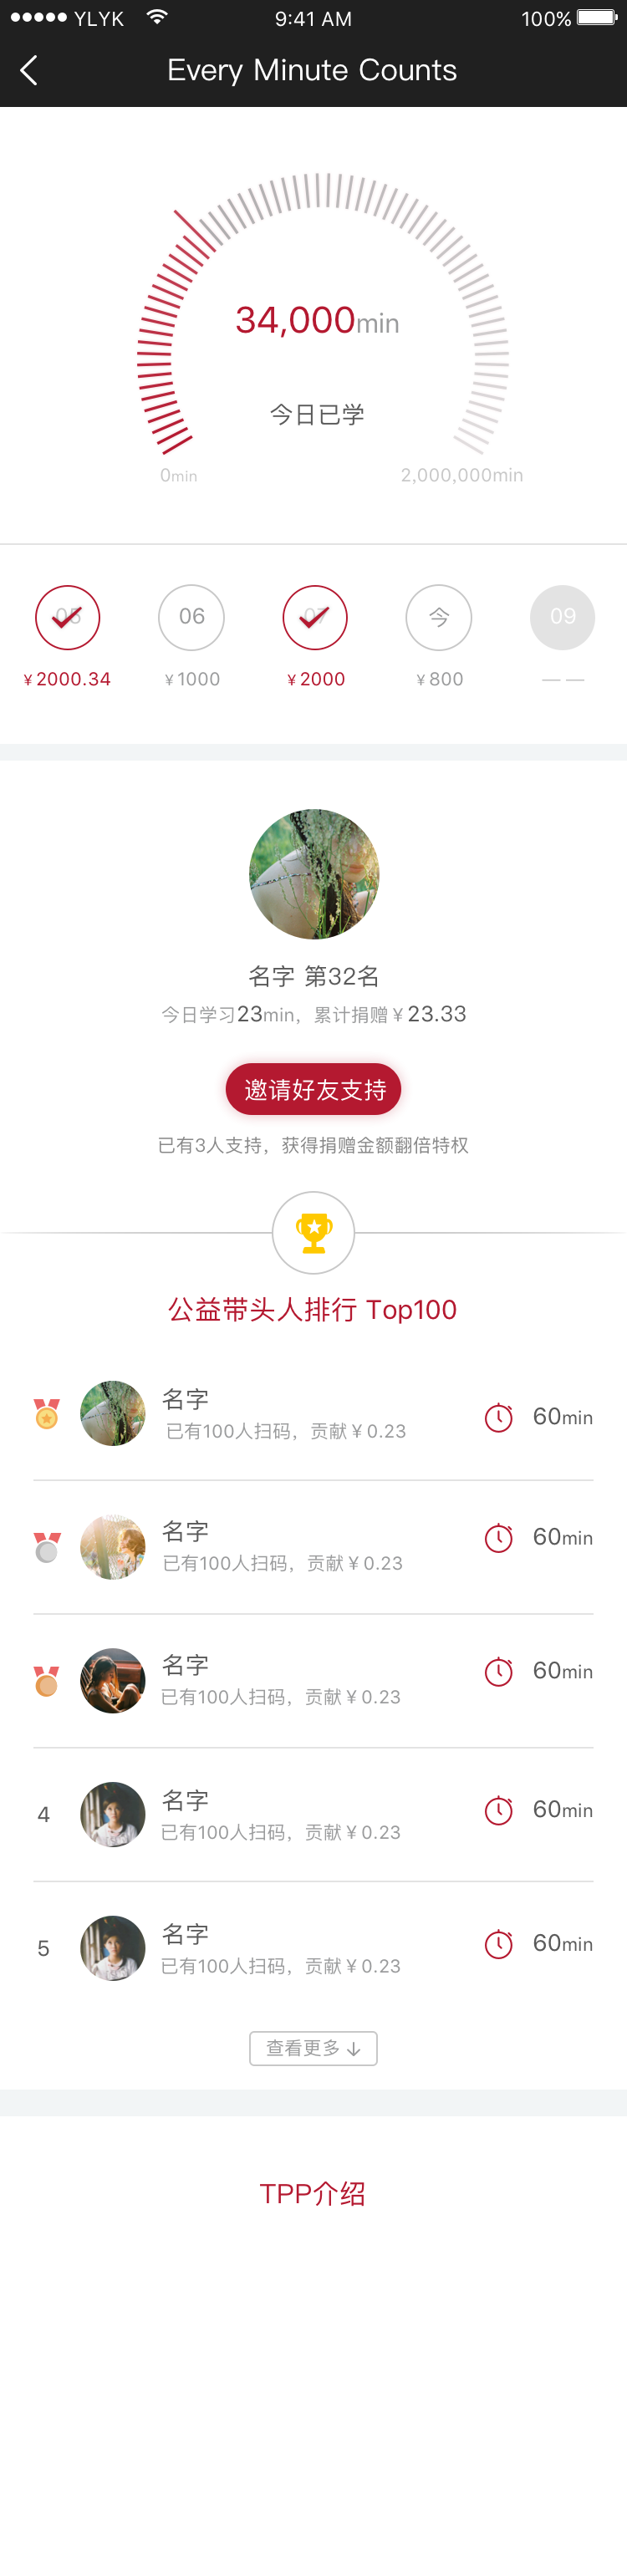 YLYK 9:41 AM 100%
Every Minute Counts
34,000min
今日已学
0min 2,000,000min
05 06 07 今 09
¥2000.34 ¥1000 ¥2000 ¥800 — —
名字 第32名
今日学习23min，累计捐赠¥23.33
邀请好友支持
已有3人支持，获得捐赠金额翻倍特权
公益带头人排行 Top100
名字
已有100人扫码，贡献¥0.23
60min
名字
已有100人扫码，贡献¥0.23
60min
名字
已有100人扫码，贡献¥0.23
60min
4
名字
已有100人扫码，贡献¥0.23
60min
5
名字
已有100人扫码，贡献¥0.23
60min
查看更多 ↓
TPP介绍